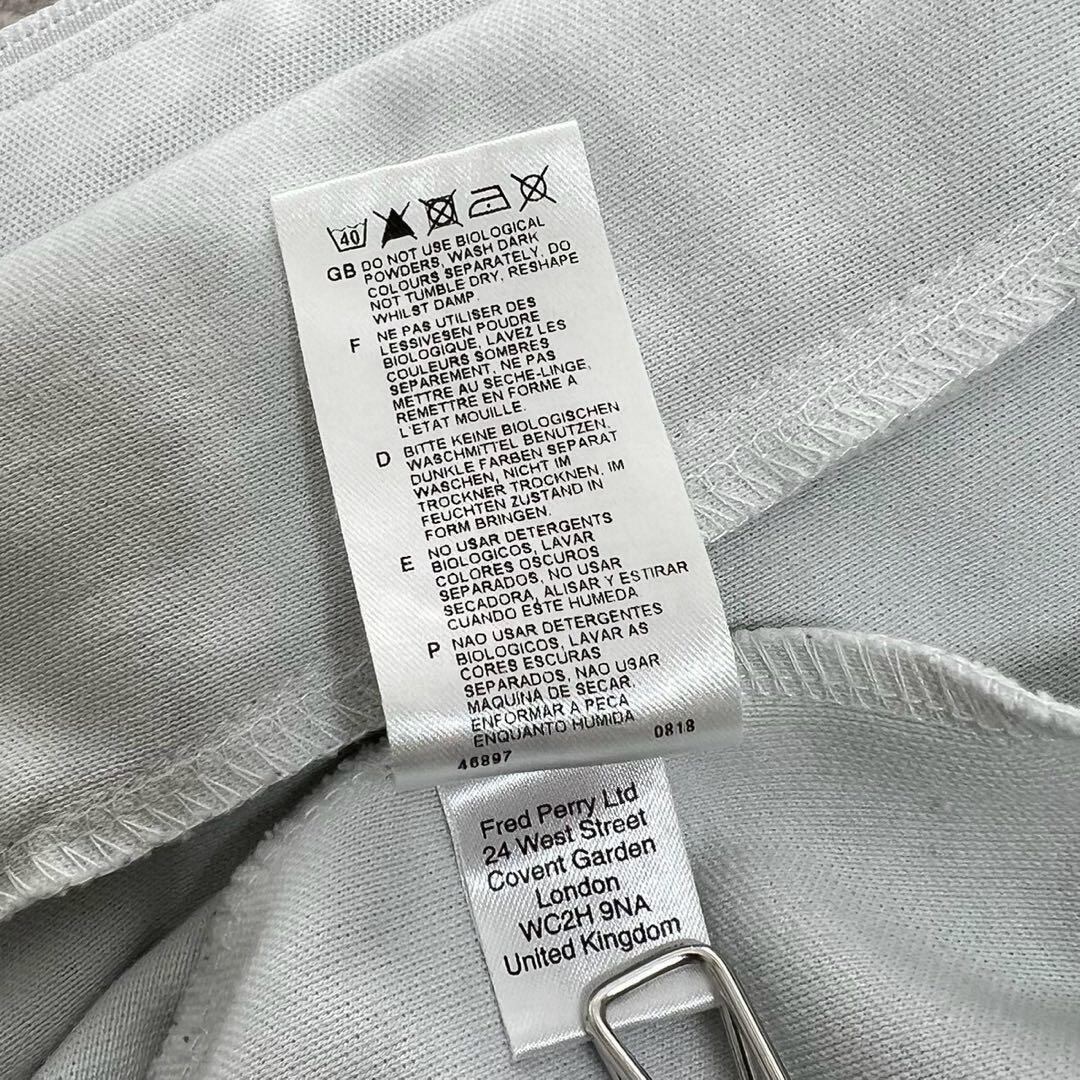 40
GB DO NOT USE BIOLOGICAL
POWDERS, WASH DARK
COLOURS SEPARATELY, DO
NOT TUMBLE DRY, RESHAPE
WHILST DAMP.
F NE PAS UTILISER DES
LESSIVESEN POUDRE
BIOLOGIQUE, LAVEZ LES
COULEURS SOMBRES
SEPAREMENT, NE PAS
METTRE AU SECHE-LINGE,
REMETTRE EN FORME A
L'ETAT MOUILLE.
D BITTE KEINE BIOLOGISCHEN
WASCHMITTEL BENUTZEN.
DUNKLE FARBEN SEPARAT
WASCHEN, NICHT IM
TROCKNER TROCKNEN, IM
FEUCHTEN ZUSTAND IN
FORM BRINGEN.
E NO USAR DETERGENTS
BIOLOGICOS, LAVAR
COLORES OSCUROS
SEPARADOS, NO USAR
SECADORA, ALISAR Y ESTIRAR
CUANDO ESTE HUMEDA
P NAO USAR DETERGENTES
BIOLOGICOS, LAVAR AS
CORES ESCURAS
SEPARADOS, NAO USAR
MAQUINA DE SECAR.
ENFORMAR A PECA
ENQUANTO HUMIDA
46897 0818
Fred Perry Ltd
24 West Street
Covent Garden
London
WC2H 9NA
United Kingdom